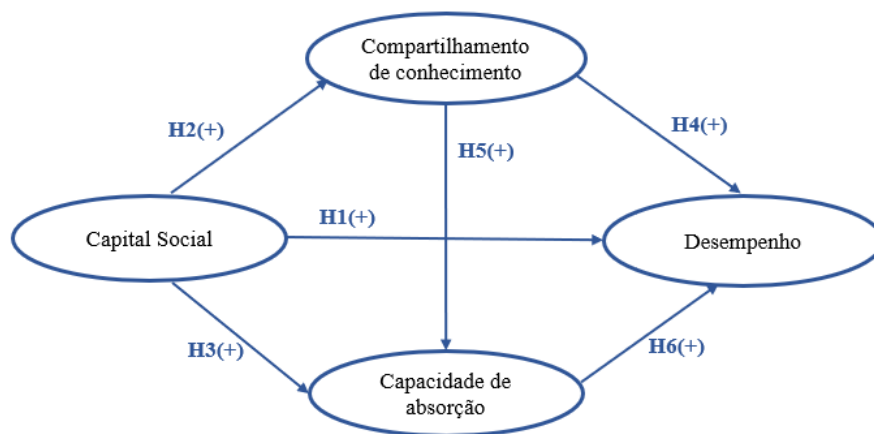 Compartilhamento
de conhecimento
H2(+)
H4(+)
H5(+)
H1(+)
Capital Social
Desempenho
H3(+)
H6(+)
Capacidade de
absorção